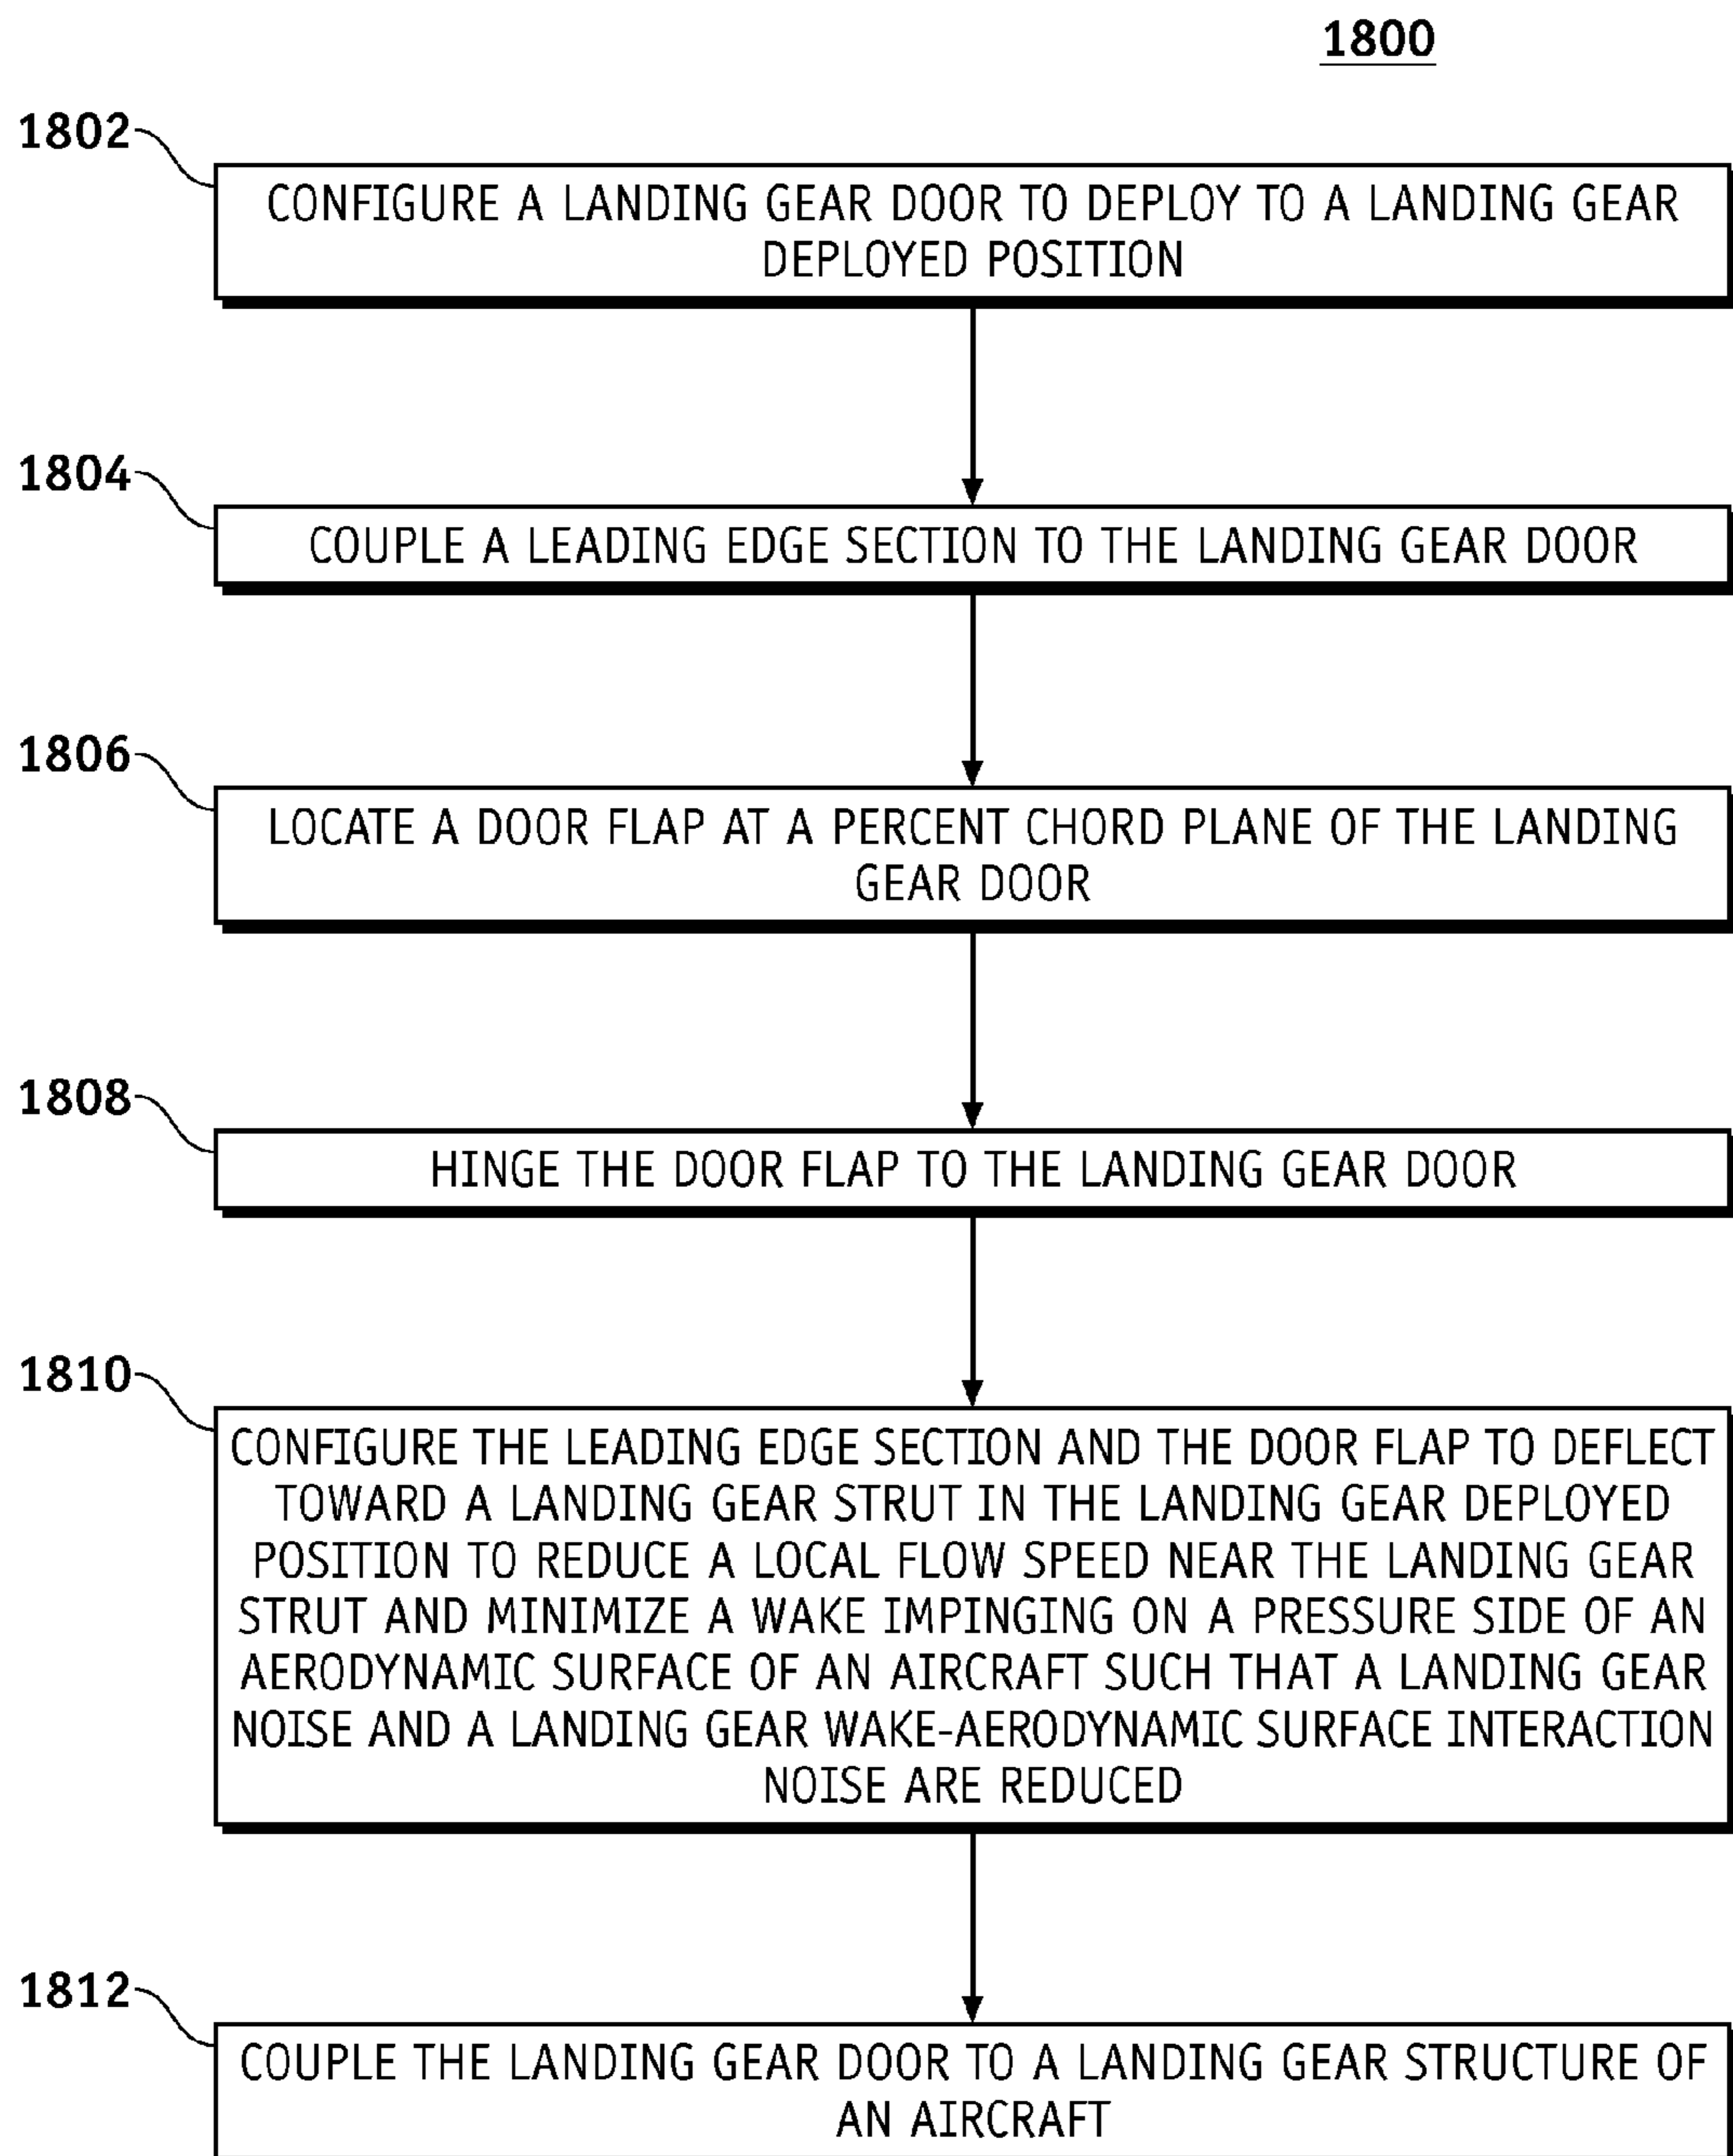 1800
1802
CONFIGURE A LANDING GEAR DOOR TO DEPLOY TO A LANDING GEAR
DEPLOYED POSITION
1804
COUPLE A LEADING EDGE SECTION TO THE LANDING GEAR DOOR
1806
LOCATE A DOOR FLAP AT A PERCENT CHORD PLANE OF THE LANDING
GEAR DOOR
1808
HINGE THE DOOR FLAP TO THE LANDING GEAR DOOR
1810
CONFIGURE THE LEADING EDGE SECTION AND THE DOOR FLAP TO DEFLECT
TOWARD A LANDING GEAR STRUT IN THE LANDING GEAR DEPLOYED
POSITION TO REDUCE A LOCAL FLOW SPEED NEAR THE LANDING GEAR
STRUT AND MINIMIZE A WAKE IMPINGING ON A PRESSURE SIDE OF AN
AERODYNAMIC SURFACE OF AN AIRCRAFT SUCH THAT A LANDING GEAR
NOISE AND A LANDING GEAR WAKE-AERODYNAMIC SURFACE INTERACTION
NOISE ARE REDUCED
1812
COUPLE THE LANDING GEAR DOOR TO A LANDING GEAR STRUCTURE OF
AN AIRCRAFT